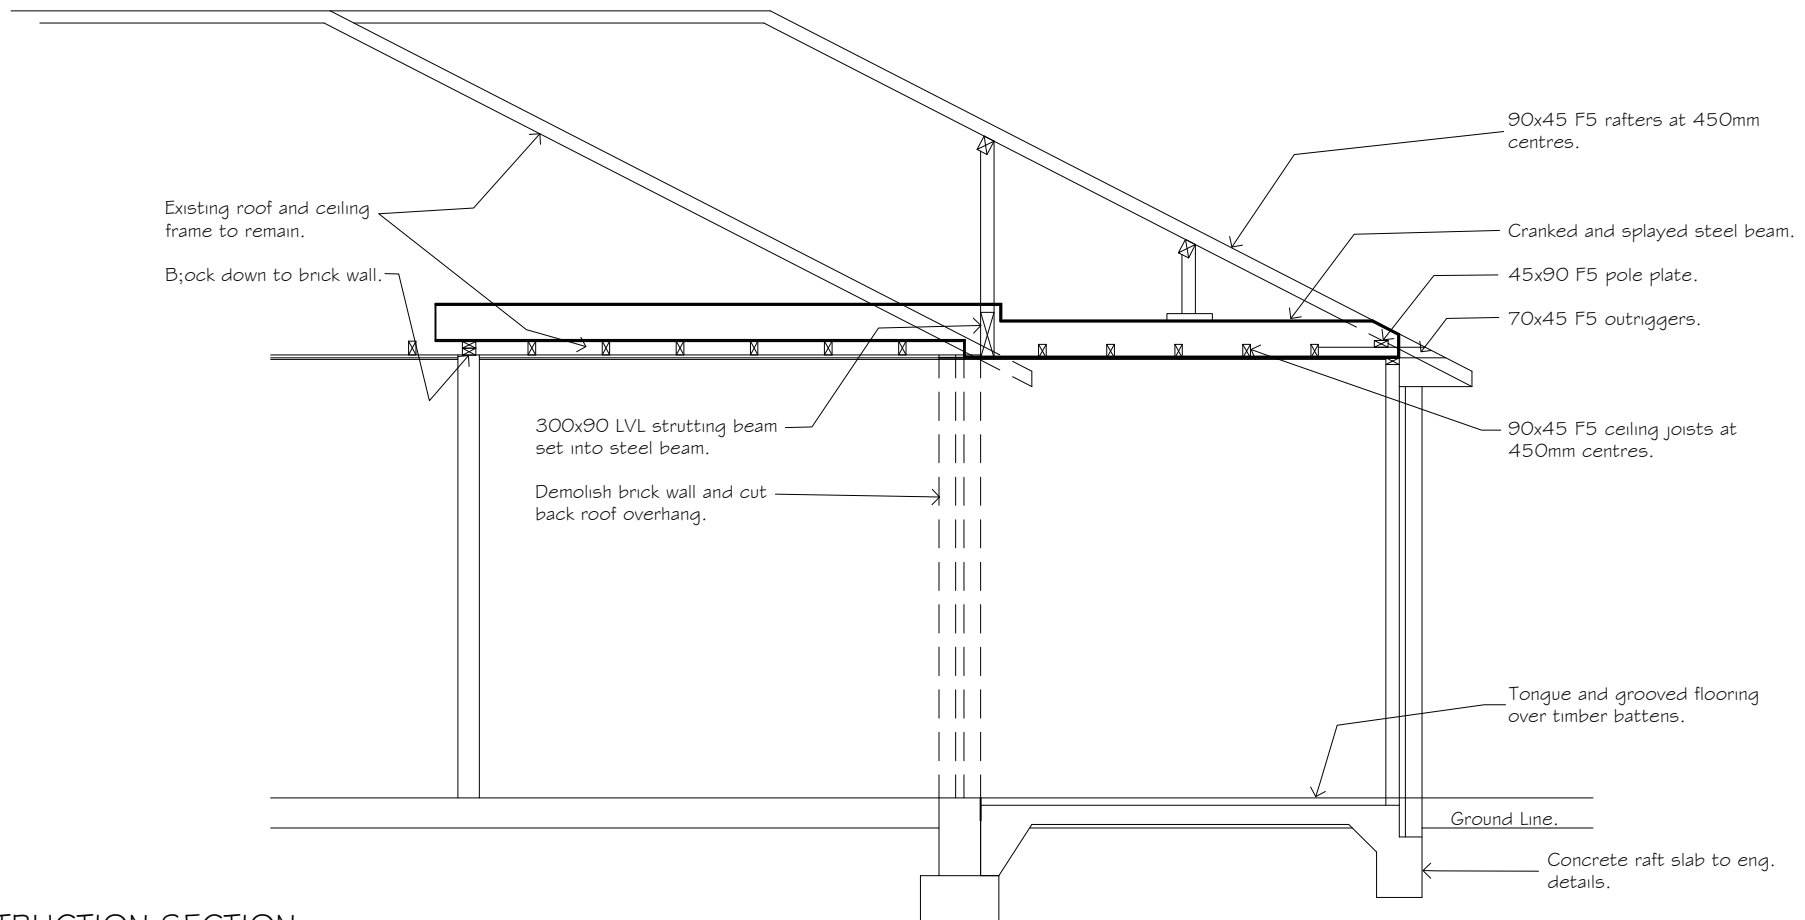 90x45 F5 rafters at 450mm
centres.
Existing roof and ceiling
frame to remain.
Cranked and splayed steel beam.
B;ock down to brick wall.
45x90 F5 pole plate.
70x45 F5 outriggers.
300x90 LVL strutting beam
set into steel beam.
90x45 F5 ceiling joists at
450mm centres.
Demolish brick wall and cut
back roof overhang.
Tongue and grooved flooring
over timber battens.
Ground Line.
Concrete raft slab to eng.
details.
TRUCTION SECTION